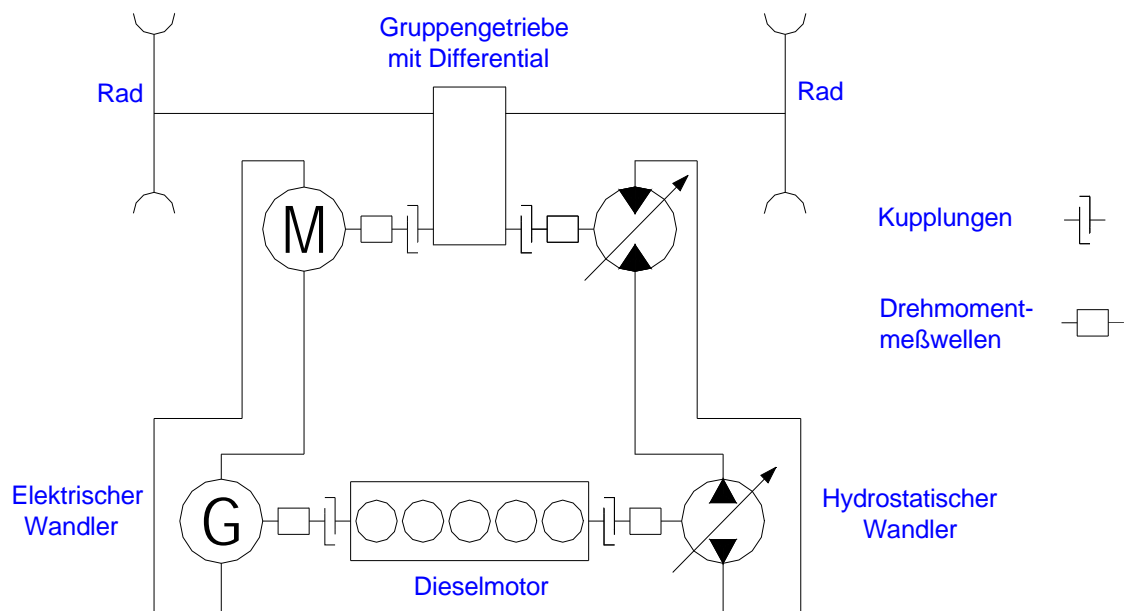 Gruppengetriebe
mit Differential
Rad
Rad
M
Kupplungen
Drehmoment-
meßwellen
Elektrischer
Wandler
G
Hydrostatischer
Wandler
Dieselmotor